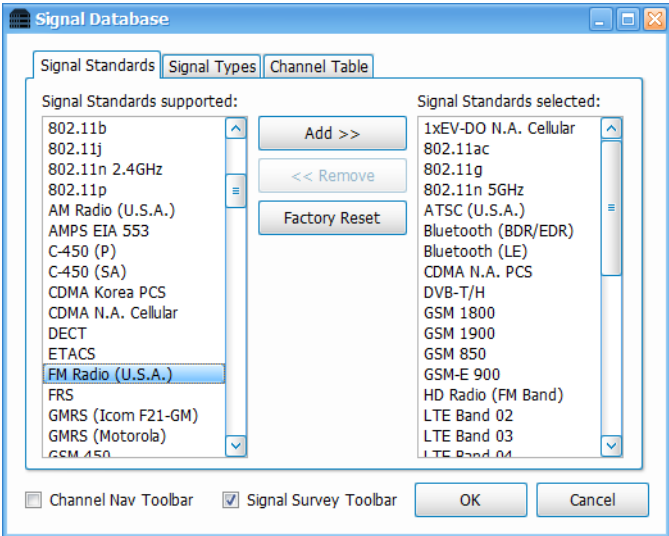 Signal Database
Signal Standards Signal Types Channel Table
Signal Standards supported:
802.11b
802.11j
802.11n 2.4GHz
802.11p
AM Radio (U.S.A.)
AMPS EIA 553
C-450 (P)
C-450 (SA)
CDMA Korea PCS
CDMA N.A. Cellular
DECT
ETACS
FM Radio (U.S.A.)
FRS
GMRS (Icom F21-GM)
GMRS (Motorola)
GSM 450
Add >>
<< Remove
Factory Reset
Signal Standards selected:
1xEV-DO N.A. Cellular
802.11ac
802.11g
802.11n 5GHz
ATSC (U.S.A.)
Bluetooth (BDR/EDR)
Bluetooth (LE)
CDMA N.A. PCS
DVB-T/H
GSM 1800
GSM 1900
GSM 850
GSM-E 900
HD Radio (FM Band)
LTE Band 02
LTE Band 03
LTE Band 04
Channel Nav Toolbar Signal Survey Toolbar OK Cancel